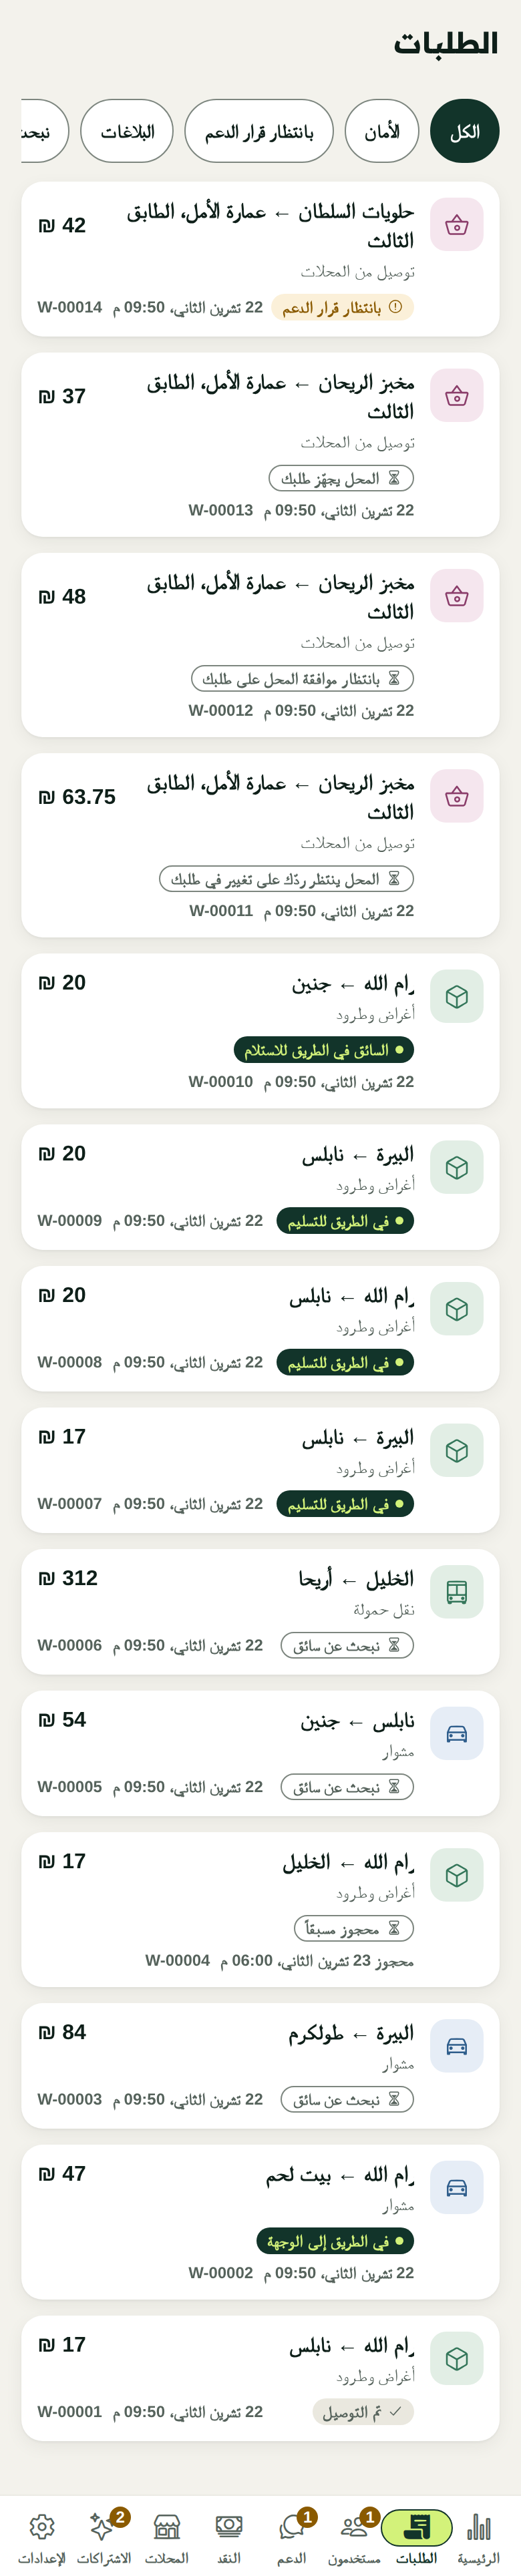 الطلبات
الكل
الأمان
بانتظار قرار الدعم
البلاغات
نبحث
حلويات السلطان ← عمارة الأمل، الطابق
الثالث
42 ₪
توصيل من المحلات
بانتظار قرار الدعم
22 تشرين الثاني، 09:50 م W-00014
مخبز الريحان ← عمارة الأمل، الطابق
الثالث
37 ₪
توصيل من المحلات
المحل يجهّز طلبك
22 تشرين الثاني، 09:50 م W-00013
مخبز الريحان ← عمارة الأمل، الطابق
الثالث
48 ₪
توصيل من المحلات
بانتظار موافقة المحل على طلبك
22 تشرين الثاني، 09:50 م W-00012
مخبز الريحان ← عمارة الأمل، الطابق
الثالث
63.75 ₪
توصيل من المحلات
المحل ينتظر ردّك على تغيير في طلبك
22 تشرين الثاني، 09:50 م W-00011
رام الله ← جنين
20 ₪
أغراض وطرود
السائق في الطريق للاستلام
22 تشرين الثاني، 09:50 م W-00010
البيرة ← نابلس
20 ₪
أغراض وطرود
في الطريق للتسليم
22 تشرين الثاني، 09:50 م W-00009
رام الله ← نابلس
20 ₪
أغراض وطرود
في الطريق للتسليم
22 تشرين الثاني، 09:50 م W-00008
البيرة ← نابلس
17 ₪
أغراض وطرود
في الطريق للتسليم
22 تشرين الثاني، 09:50 م W-00007
الخليل ← أريحا
312 ₪
نقل حمولة
نبحث عن سائق
22 تشرين الثاني، 09:50 م W-00006
نابلس ← جنين
54 ₪
مشوار
نبحث عن سائق
22 تشرين الثاني، 09:50 م W-00005
رام الله ← الخليل
17 ₪
أغراض وطرود
محجوز مسبقاً
محجوز 23 تشرين الثاني، 06:00 م W-00004
البيرة ← طولكرم
84 ₪
مشوار
نبحث عن سائق
22 تشرين الثاني، 09:50 م W-00003
رام الله ← بيت لحم
47 ₪
مشوار
في الطريق إلى الوجهة
22 تشرين الثاني، 09:50 م W-00002
رام الله ← نابلس
17 ₪
أغراض وطرود
تمّ التوصيل
22 تشرين الثاني، 09:50 م W-00001
الرئيسية
الطلبات
1
مستخدمون
1
الدعم
النقد
المحلات
2
الاشتراكات
الإعدادات